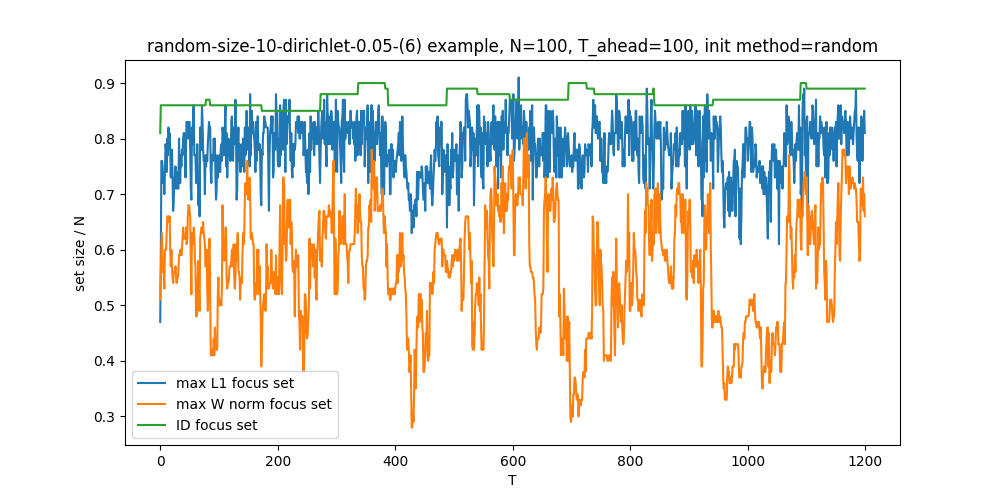 random-size-10-dirichlet-0.05-(6) example, N=100, T_ahead=100, init method=random
0.9
0.8
0.7
0.6
0.5
0.4
0.3
set size / N
max L1 focus set
max W norm focus set
ID focus set
0 200 400 600 800 1000 1200
T